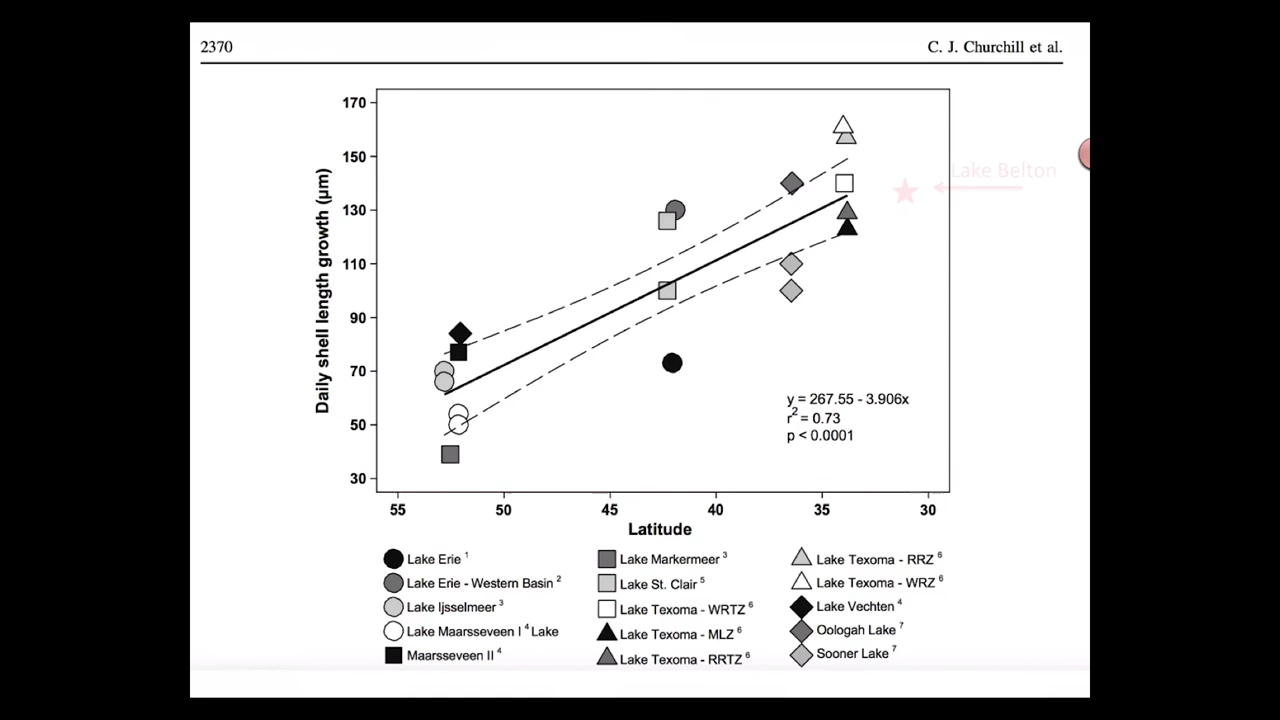 2370 C. J. Churchill et al.
170
150
130
110
90
70
50
30
Daily shell length growth (µm)
Lake Belton
y = 267.55 - 3.906x
r2 = 0.73
p < 0.0001
55 50 45 40 35 30
Latitude
Lake Erie 1
Lake Erie - Western Basin 2
Lake Ijsselmeer 3
Lake Maarsseveen I 4 Lake
Maarsseveen II 4
Lake Markermeer 3
Lake St. Clair 5
Lake Texoma - WRTZ 6
Lake Texoma - MLZ 6
Lake Texoma - RRTZ 6
Lake Texoma - RRZ 6
Lake Texoma - WRZ 6
Lake Vechten 4
Oologah Lake 7
Sooner Lake 7